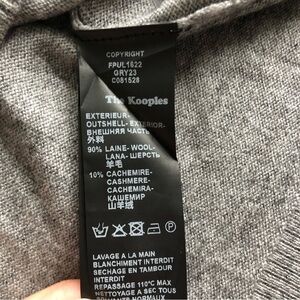 COPYRIGHT
FPUL1622
GRY23
C081528
The Kooples
EXTERIEUR-
OUTSHELL-EXTERIOR-
ВНЕШНЯЯ ЧАСТЬ
外料
90% LAINE-WOOL-
LANA-ШЕРСТЬ
羊毛
10% CACHEMIRE-
CASHMERE-
CACHEMIRA-
КАШЕМИР
山羊绒
LAVAGE A LA MAIN
BLANCHIMENT INTERDIT
SECHAGE EN TAMBOUR
INTERDIT
REPASSAGE 110°C MAX
NETTOYAGE A SEC TOUS
NORMAUX